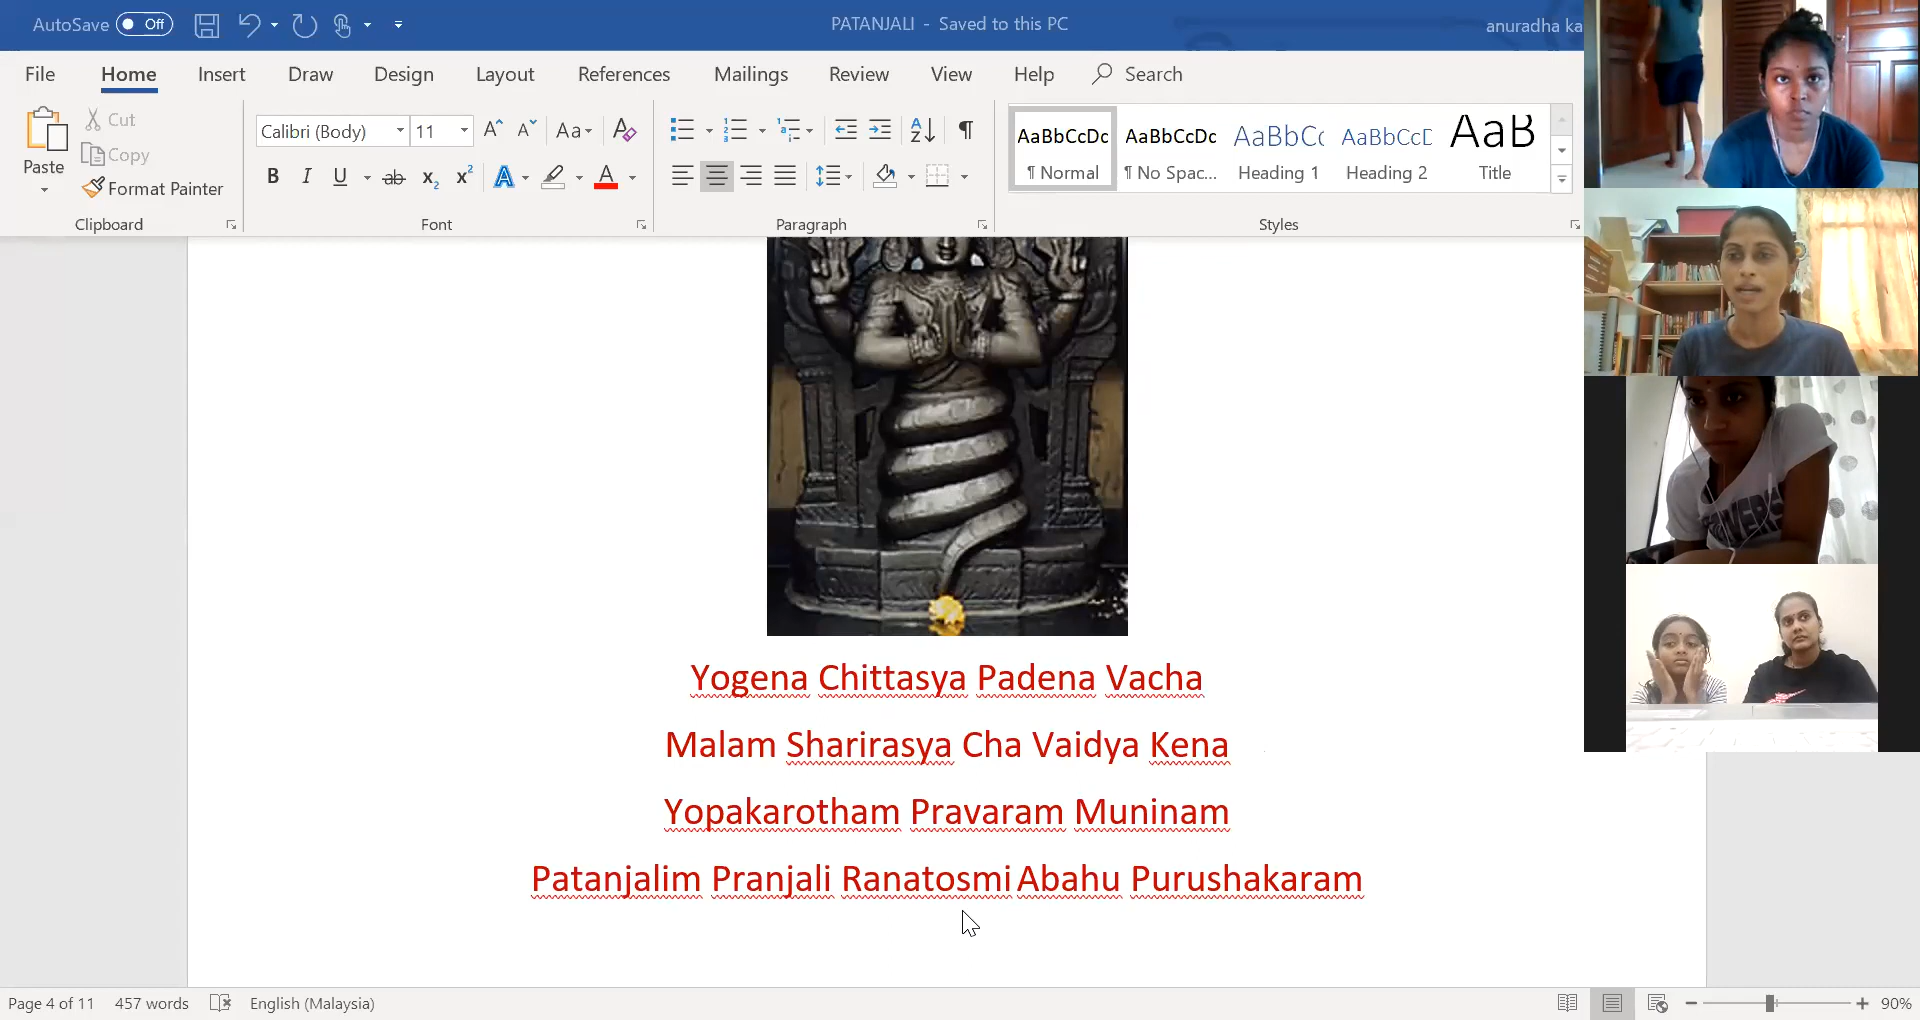 AutoSave Off
PATANJALI - Saved to this PC
anuradha ka
File Home Insert Draw Design Layout References Mailings Review View Help Search
Paste
Cut
Copy
Format Painter
Clipboard
Calibri (Body) 11
Font
Paragraph
AaBbCcDc AaBbCcDc AaBbC AaBbCcD AaB
¶ Normal ¶ No Spac... Heading 1 Heading 2 Title
Styles
Yogena Chittasya Padena Vacha
Malam Sharirasya Cha Vaidya Kena
Yopakarotham Pravaram Muninam
Patanjalim Pranjali Ranatosmi Abahu Purushakaram
Page 4 of 11 457 words English (Malaysia) 90%